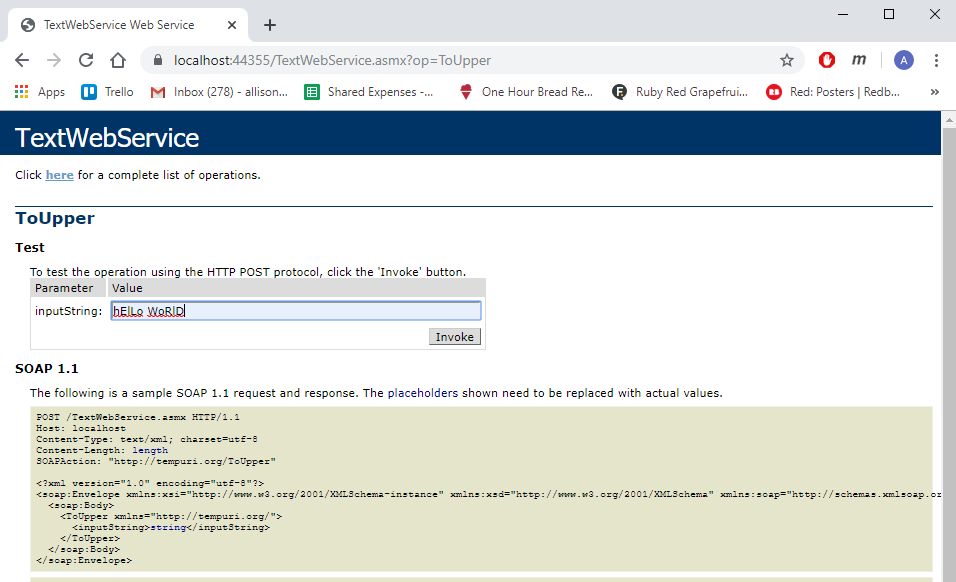 TextWebService Web Service
localhost:44355/TextWebService.asmx?op=ToUpper
m
A
Apps Trello Inbox (278) - allison... Shared Expenses -... One Hour Bread Re... Ruby Red Grapefrui... Red: Posters | Redb... »
TextWebService
Click here for a complete list of operations.
ToUpper
Test
To test the operation using the HTTP POST protocol, click the 'Invoke' button.
Parameter Value
inputString: hElLo WoRlD
Invoke
SOAP 1.1
The following is a sample SOAP 1.1 request and response. The placeholders shown need to be replaced with actual values.
POST /TextWebService.asmx HTTP/1.1
Host: localhost
Content-Type: text/xml; charset=utf-8
Content-Length: length
SOAPAction: "http://tempuri.org/ToUpper"
<?xml version="1.0" encoding="utf-8"?>
<soap:Envelope xmlns:xsi="http://www.w3.org/2001/XMLSchema-instance" xmlns:xsd="http://www.w3.org/2001/XMLSchema" xmlns:soap="http://schemas.xmlsoap.or
<soap:Body>
<ToUpper xmlns="http://tempuri.org/">
<inputString>string</inputString>
</ToUpper>
</soap:Body>
</soap:Envelope>